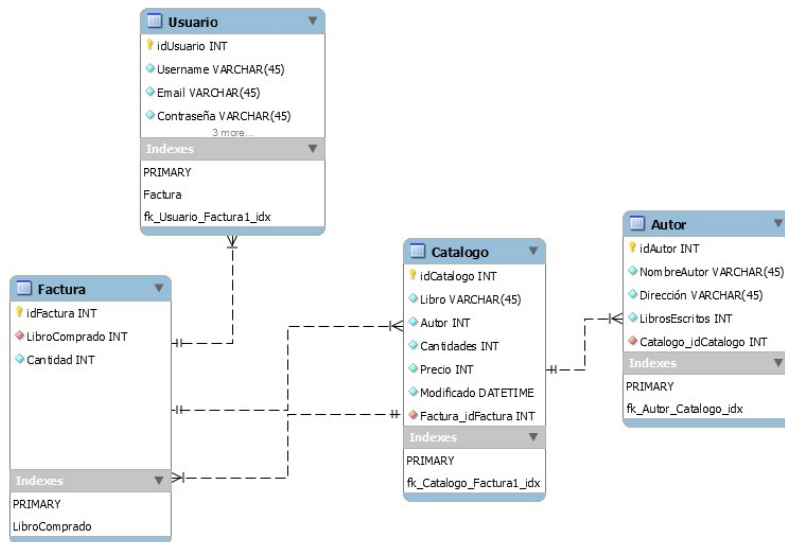 Usuario
idUsuario INT
Username VARCHAR(45)
Email VARCHAR(45)
Contraseña VARCHAR(45)
3 more...
Indexes
PRIMARY
Factura
fk_Usuario_Factura1_idx
Factura
idFactura INT
LibroComprado INT
Cantidad INT
Indexes
PRIMARY
LibroComprado
Catalogo
idCatalogo INT
Libro VARCHAR(45)
Autor INT
Cantidades INT
Precio INT
Modificado DATETIME
Factura_idFactura INT
Indexes
PRIMARY
fk_Catalogo_Factura1_idx
Autor
idAutor INT
NombreAutor VARCHAR(45)
Dirección VARCHAR(45)
LibrosEscritos INT
Catalogo_idCatalogo INT
Indexes
PRIMARY
fk_Autor_Catalogo_idx